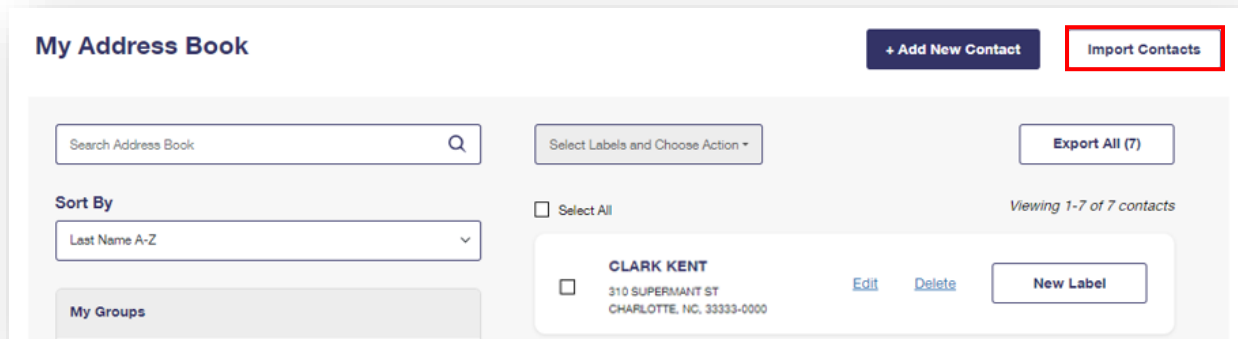 My Address Book
+ Add New Contact
Import Contacts
Search Address Book
Select Labels and Choose Action
Export All (7)
Sort By
Select All
Viewing 1-7 of 7 contacts
Last Name A-Z
CLARK KENT
310 SUPERMANT ST
CHARLOTTE, NC, 33333-0000
Edit
Delete
New Label
My Groups